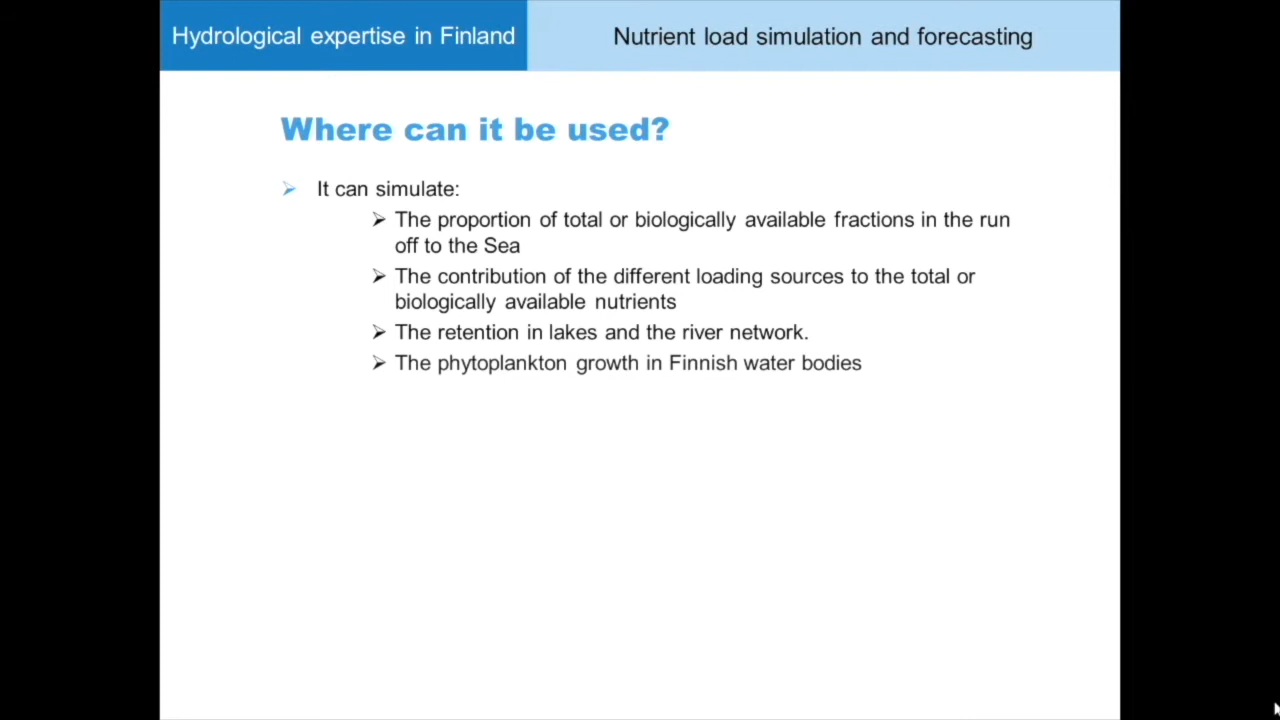 Hydrological expertise in Finland
Nutrient load simulation and forecasting
Where can it be used?
➢ It can simulate:
➢ The proportion of total or biologically available fractions in the run
off to the Sea
➢ The contribution of the different loading sources to the total or
biologically available nutrients
➢ The retention in lakes and the river network.
➢ The phytoplankton growth in Finnish water bodies